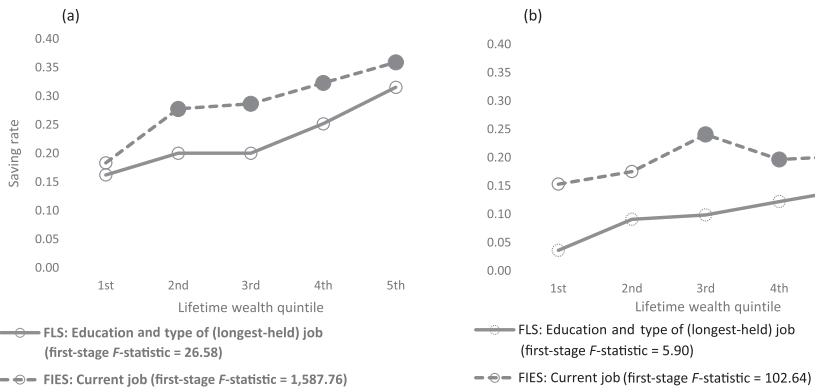 (a)
0.40
0.35
0.30
0.25
0.20
0.15
0.10
0.05
0.00
Saving rate
1st 2nd 3rd 4th 5th
Lifetime wealth quintile
FLS: Education and type of (longest-held) job
(first-stage F-statistic = 26.58)
FIES: Current job (first-stage F-statistic = 1,587.76)
(b)
0.40
0.35
0.30
0.25
0.20
0.15
0.10
0.05
0.00
1st 2nd 3rd 4th
Lifetime wealth quintile
FLS: Education and type of (longest-held) job
(first-stage F-statistic = 5.90)
FIES: Current job (first-stage F-statistic = 102.64)